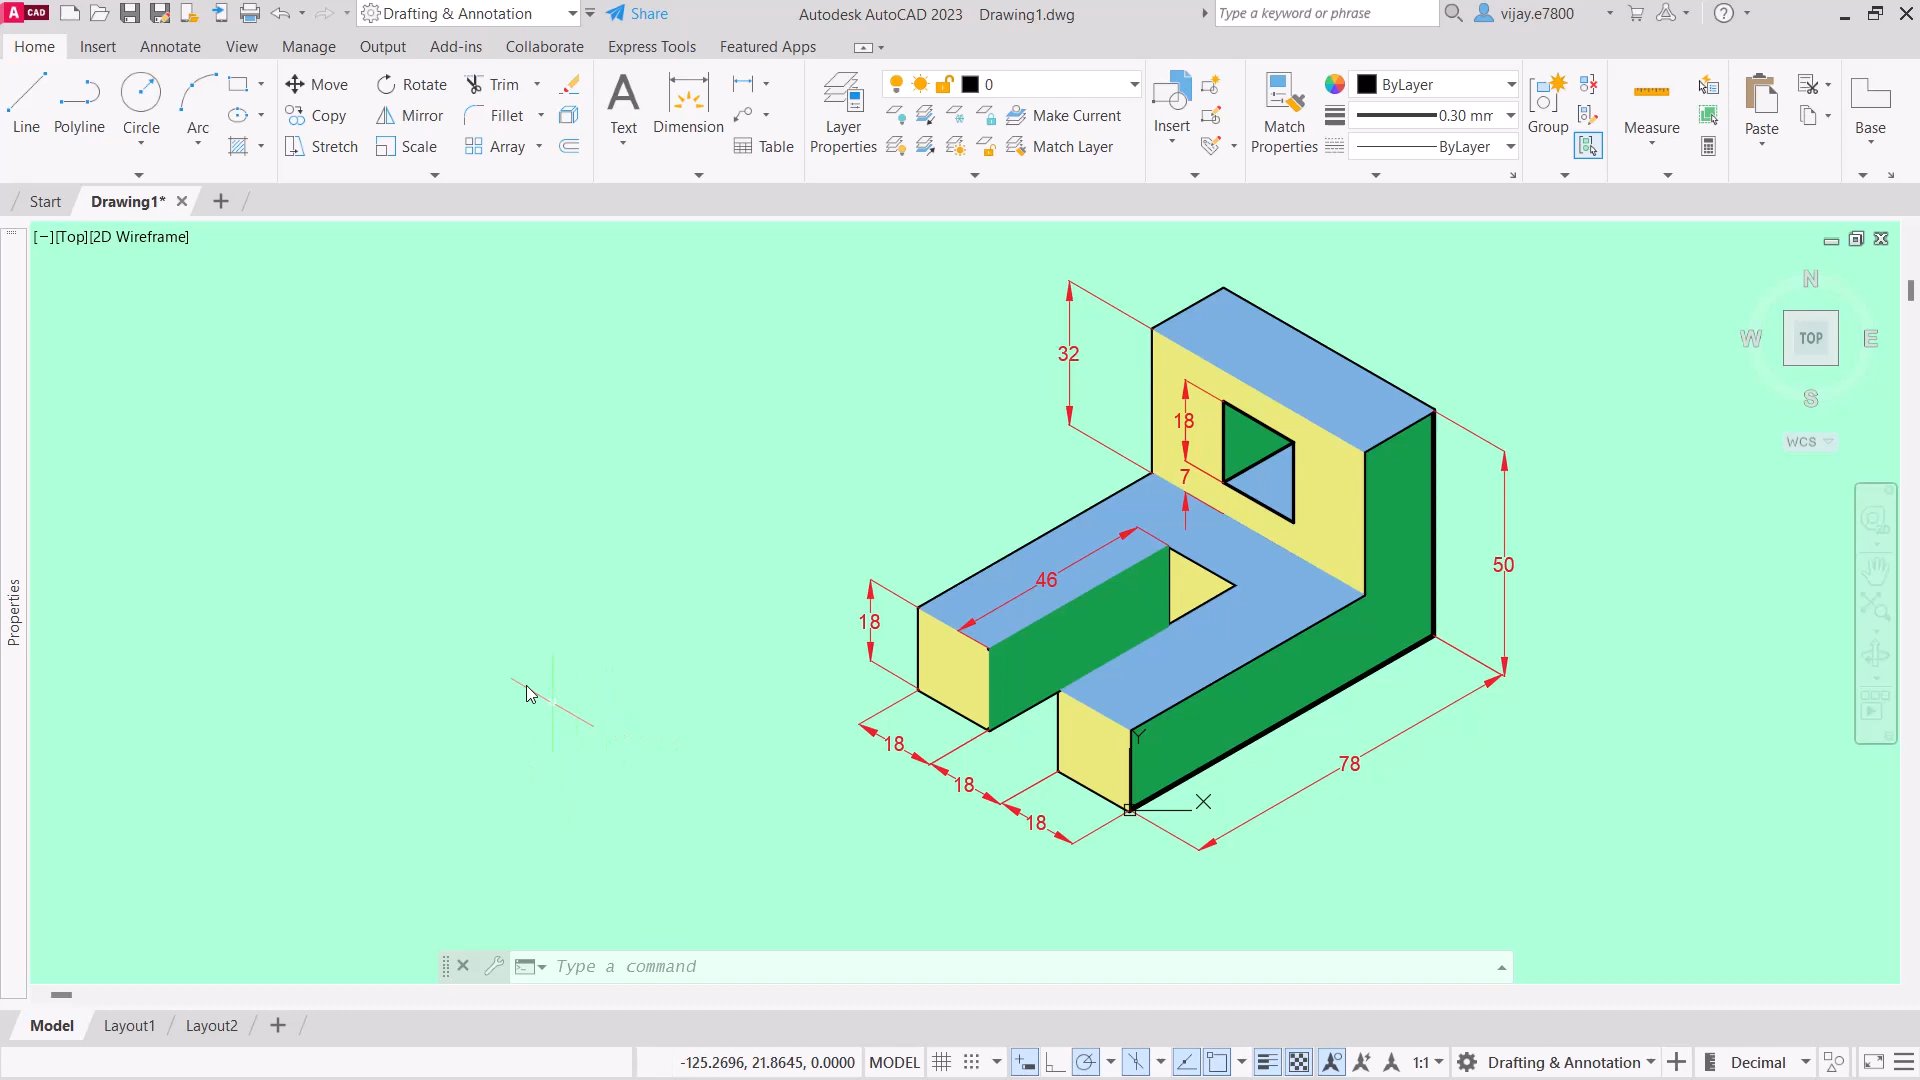 A CAD
Drafting & Annotation
Share
Autodesk AutoCAD 2023 Drawing1.dwg
Type a keyword or phrase
vijay.e7800
Home Insert Annotate View Manage Output Add-ins Collaborate Express Tools Featured Apps
Line Polyline Circle Arc
Move Rotate Trim
Copy Mirror Fillet
Stretch Scale Array
Text Dimension
Table
Layer Properties
0
Make Current
Match Layer
Insert
Match Properties
ByLayer
0.30 mm
ByLayer
Group
Measure
Paste
Base
Start Drawing1*
[−][Top][2D Wireframe]
N
W TOP E
S
WCS
Properties
32
18
7
46
18
50
18
18
18
78
Y
X
Type a command
Model Layout1 Layout2
-125.2696, 21.8645, 0.0000 MODEL 1:1 Drafting & Annotation Decimal